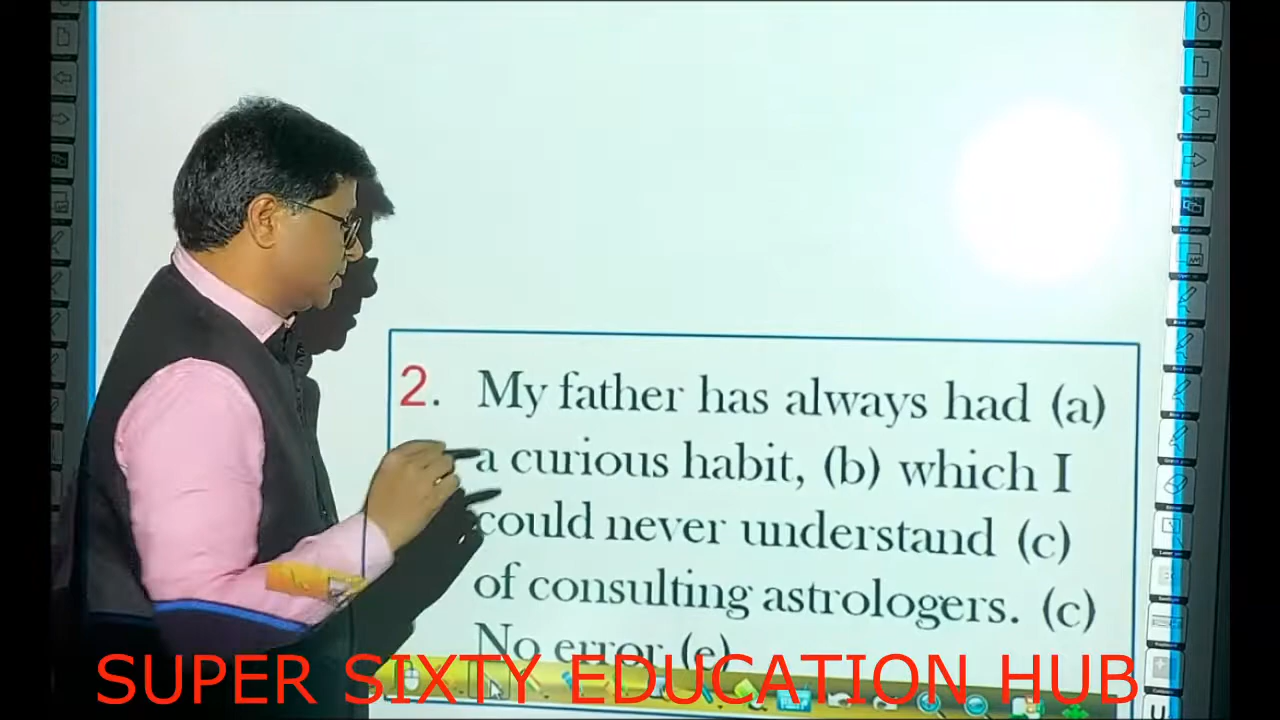 2. My father has always had (a)
a curious habit, (b) which I
could never understand (c)
of consulting astrologers. (c)
No error (e)
SUPER SIXTY EDUCATION HUB